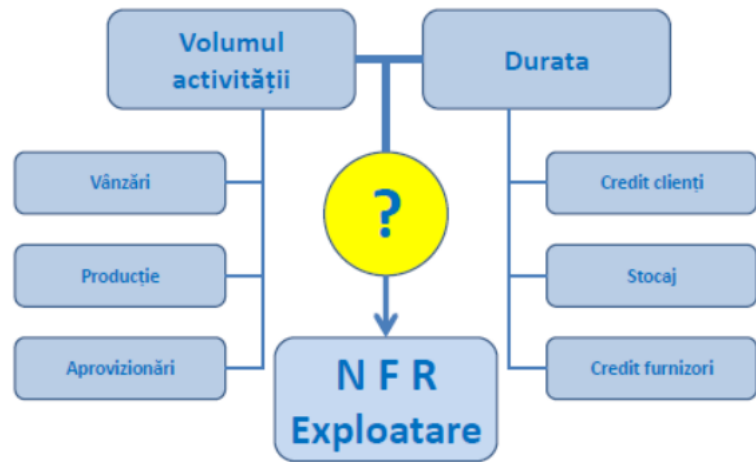 Volumul
activității
Durata
Vânzări
Credit clienți
?
Producție
Stocaj
Aprovizionări
Credit furnizori
N F R
Exploatare